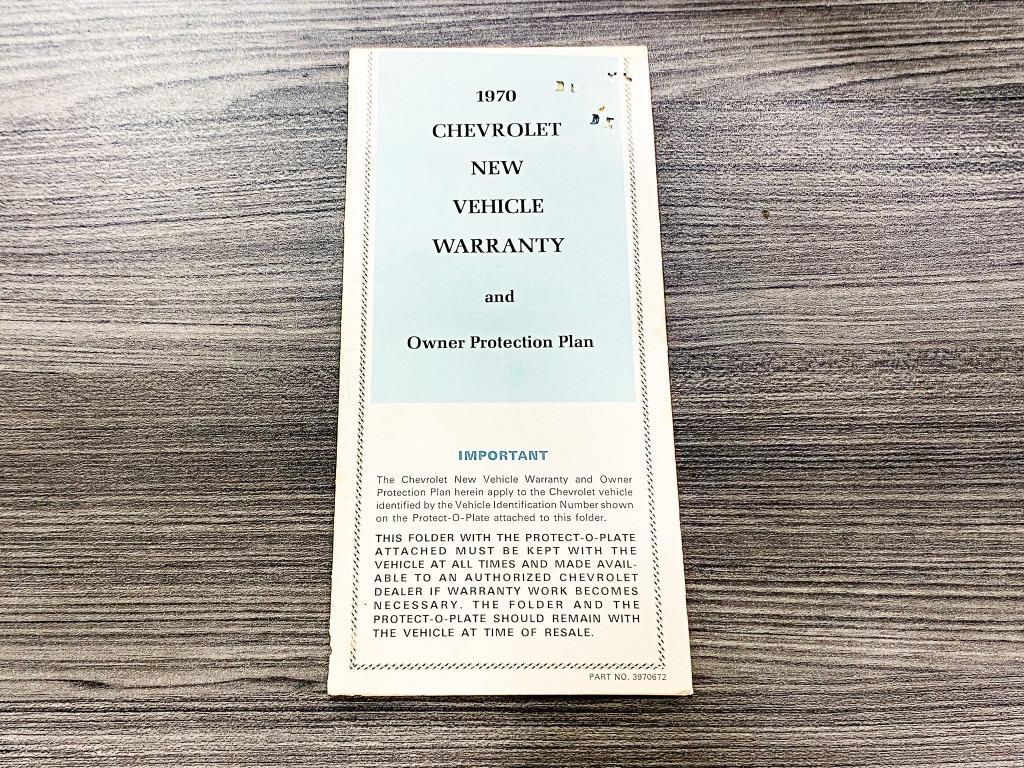 1970
CHEVROLET
NEW
VEHICLE
WARRANTY
and
Owner Protection Plan
IMPORTANT
The Chevrolet New Vehicle Warranty and Owner
Protection Plan herein apply to the Chevrolet vehicle
identified by the Vehicle Identification Number shown
on the Protect-O-Plate attached to this folder.
THIS FOLDER WITH THE PROTECT-O-PLATE
ATTACHED MUST BE KEPT WITH THE
VEHICLE AT ALL TIMES AND MADE AVAIL-
ABLE TO AN AUTHORIZED CHEVROLET
DEALER IF WARRANTY WORK BECOMES
NECESSARY. THE FOLDER AND THE
PROTECT-O-PLATE SHOULD REMAIN WITH
THE VEHICLE AT TIME OF RESALE.
PART NO. 3970672